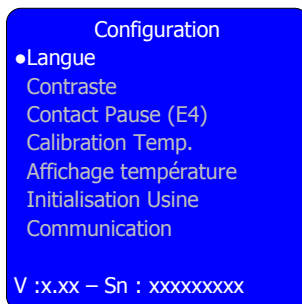 Configuration
●Langue
Contraste
Contact Pause (E4)
Calibration Temp.
Affichage température
Initialisation Usine
Communication
V :x.xx – Sn : xxxxxxxxx